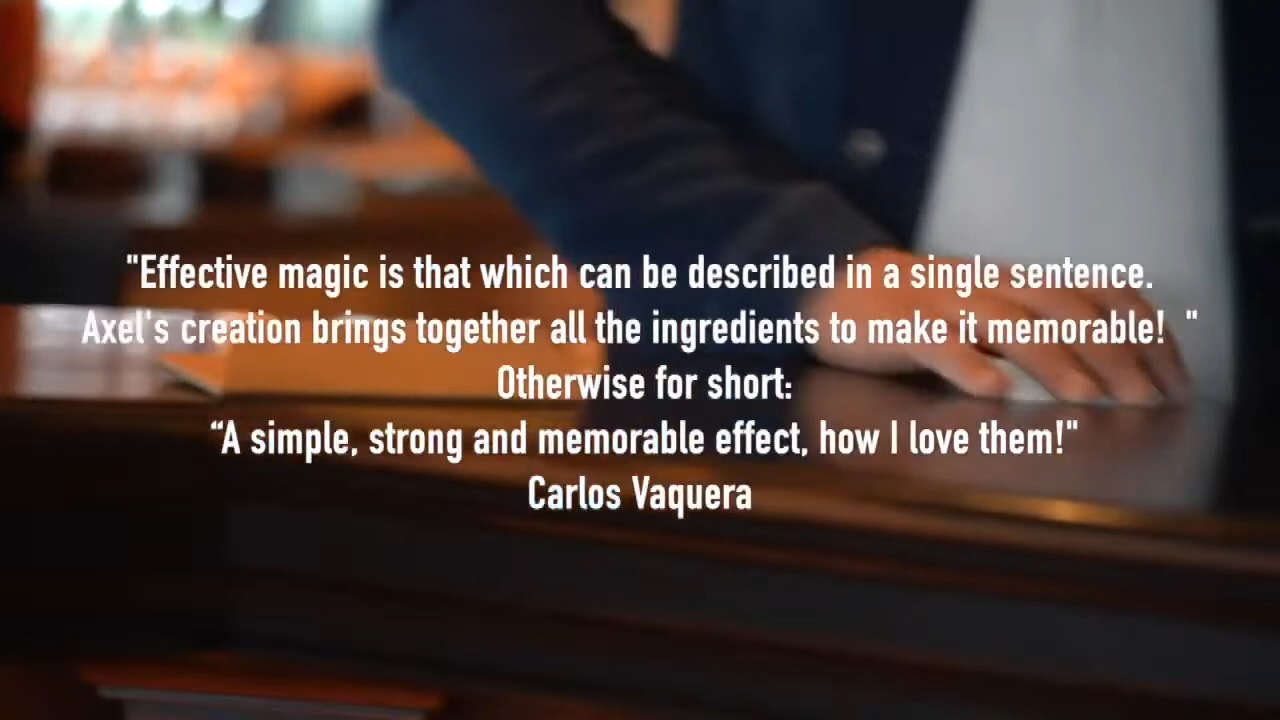 "Effective magic is that which can be described in a single sentence.
Axel's creation brings together all the ingredients to make it memorable!  "
Otherwise for short:
“A simple, strong and memorable effect, how I love them!"
Carlos Vaquera